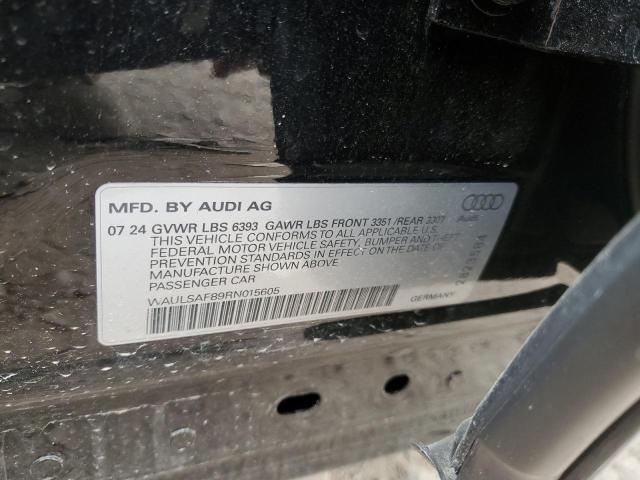 MFD. BY AUDI AG
07 24 GVWR LBS 6393 GAWR LBS FRONT 3351 /REAR 3307
THIS VEHICLE CONFORMS TO ALL APPLICABLE U.S.
FEDERAL MOTOR VEHICLE SAFETY, BUMPER AND THEFT
PREVENTION STANDARDS IN EFFECT ON THE DATE OF
MANUFACTURE SHOWN ABOVE
PASSENGER CAR
WAULSAF89RN015605
GERMANY
Audi
2823584